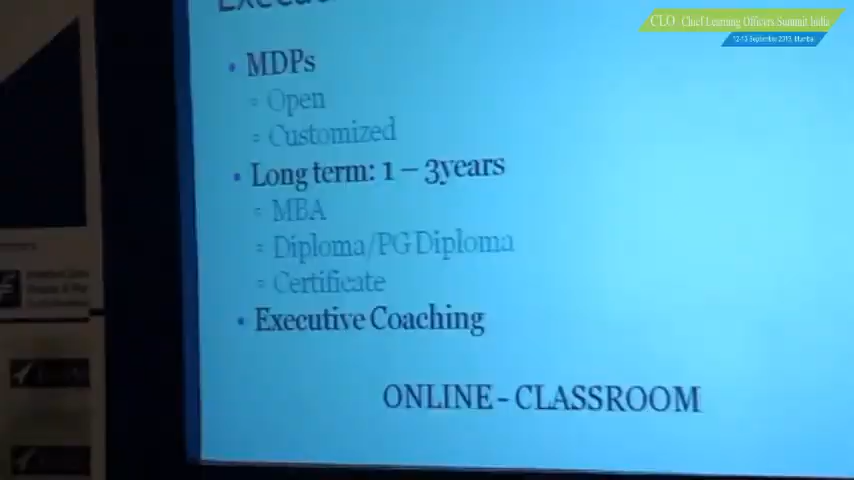 CLO Chief Learning Officers Summit India
12-13 September 2013, Mumbai
• MDPs
Open
Customized
• Long term: 1 – 3years
MBA
Diploma/PG Diploma
Certificate
• Executive Coaching
ONLINE - CLASSROOM